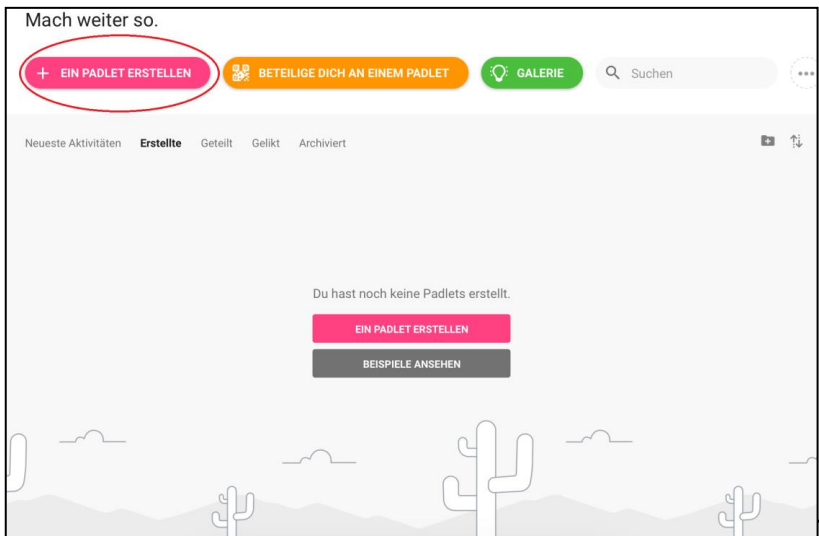 Mach weiter so.
EIN PADLET ERSTELLEN
BETEILIGE DICH AN EINEM PADLET
GALERIE
Suchen
Neueste Aktivitäten Erstellte Geteilt Gelikt Archiviert
Du hast noch keine Padlets erstellt.
EIN PADLET ERSTELLEN
BEISPIELE ANSEHEN